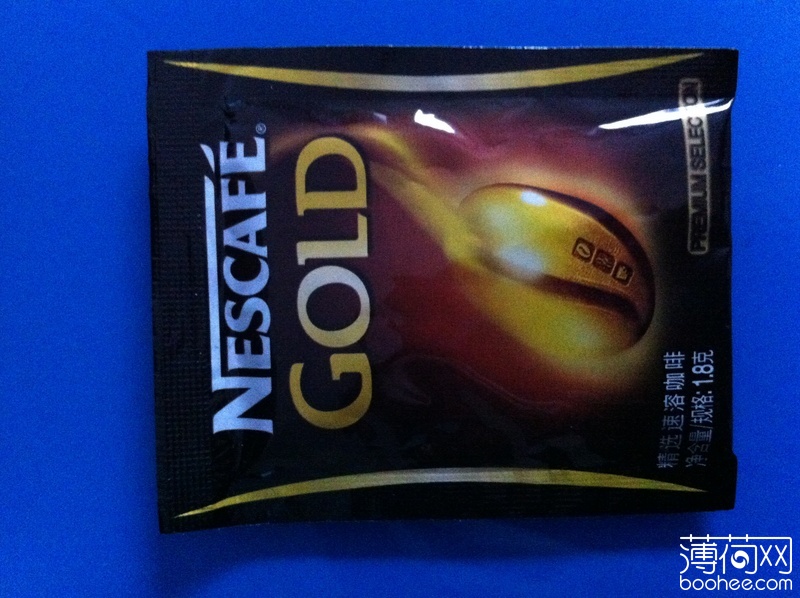 NESCAFÉ®
GOLD
PREMIUM SELECTION
精选速溶咖啡
净含量/规格: 1.8克
薄荷网
boohee.com